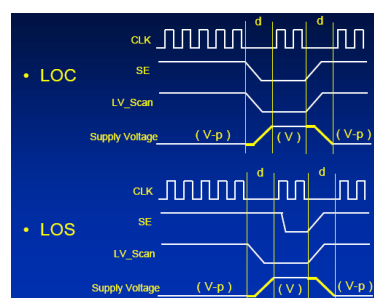 d d
CLK
SE
• LOC
LV_Scan
Supply Voltage (V-p) (V) (V-p)
d d
CLK
SE
• LOS
LV_Scan
Supply Voltage (V-p) (V) (V-p)